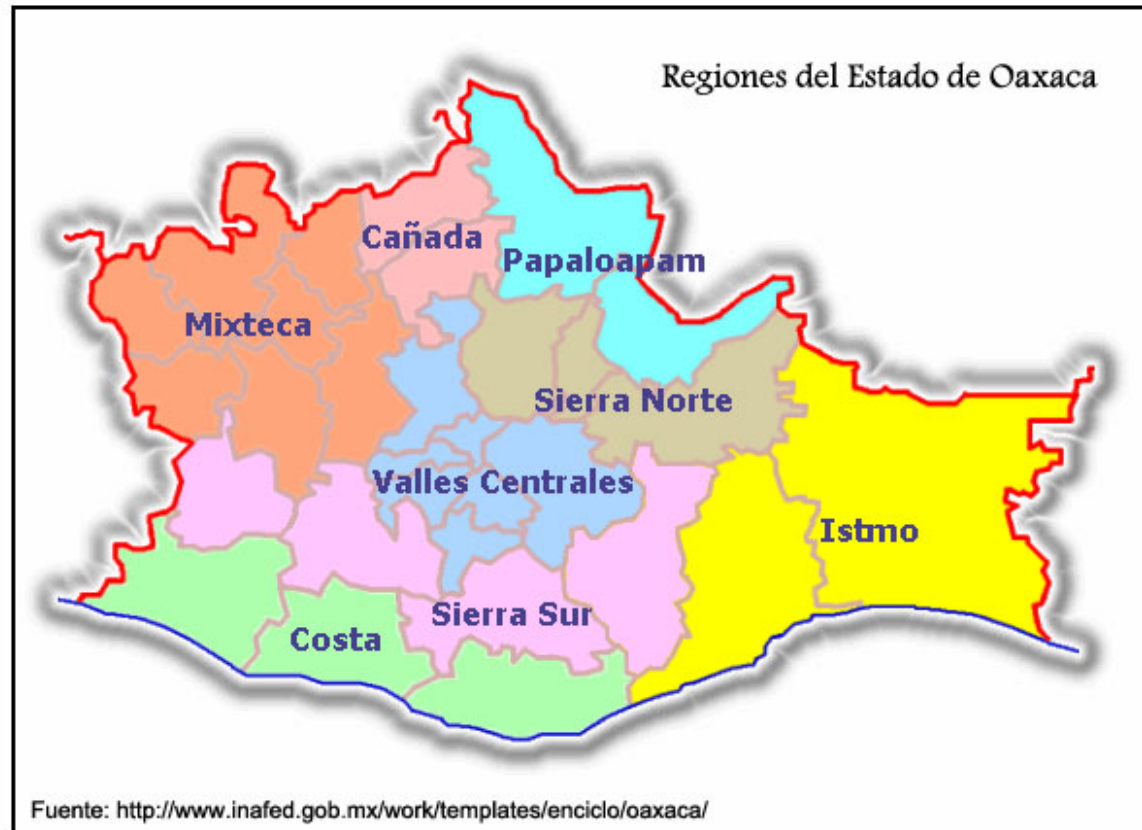 Regiones del Estado de Oaxaca
Cañada
Papaloapam
Mixteca
Sierra Norte
Valles Centrales
Istmo
Sierra Sur
Costa
Fuente: http://www.inafed.gob.mx/work/templates/enciclo/oaxaca/